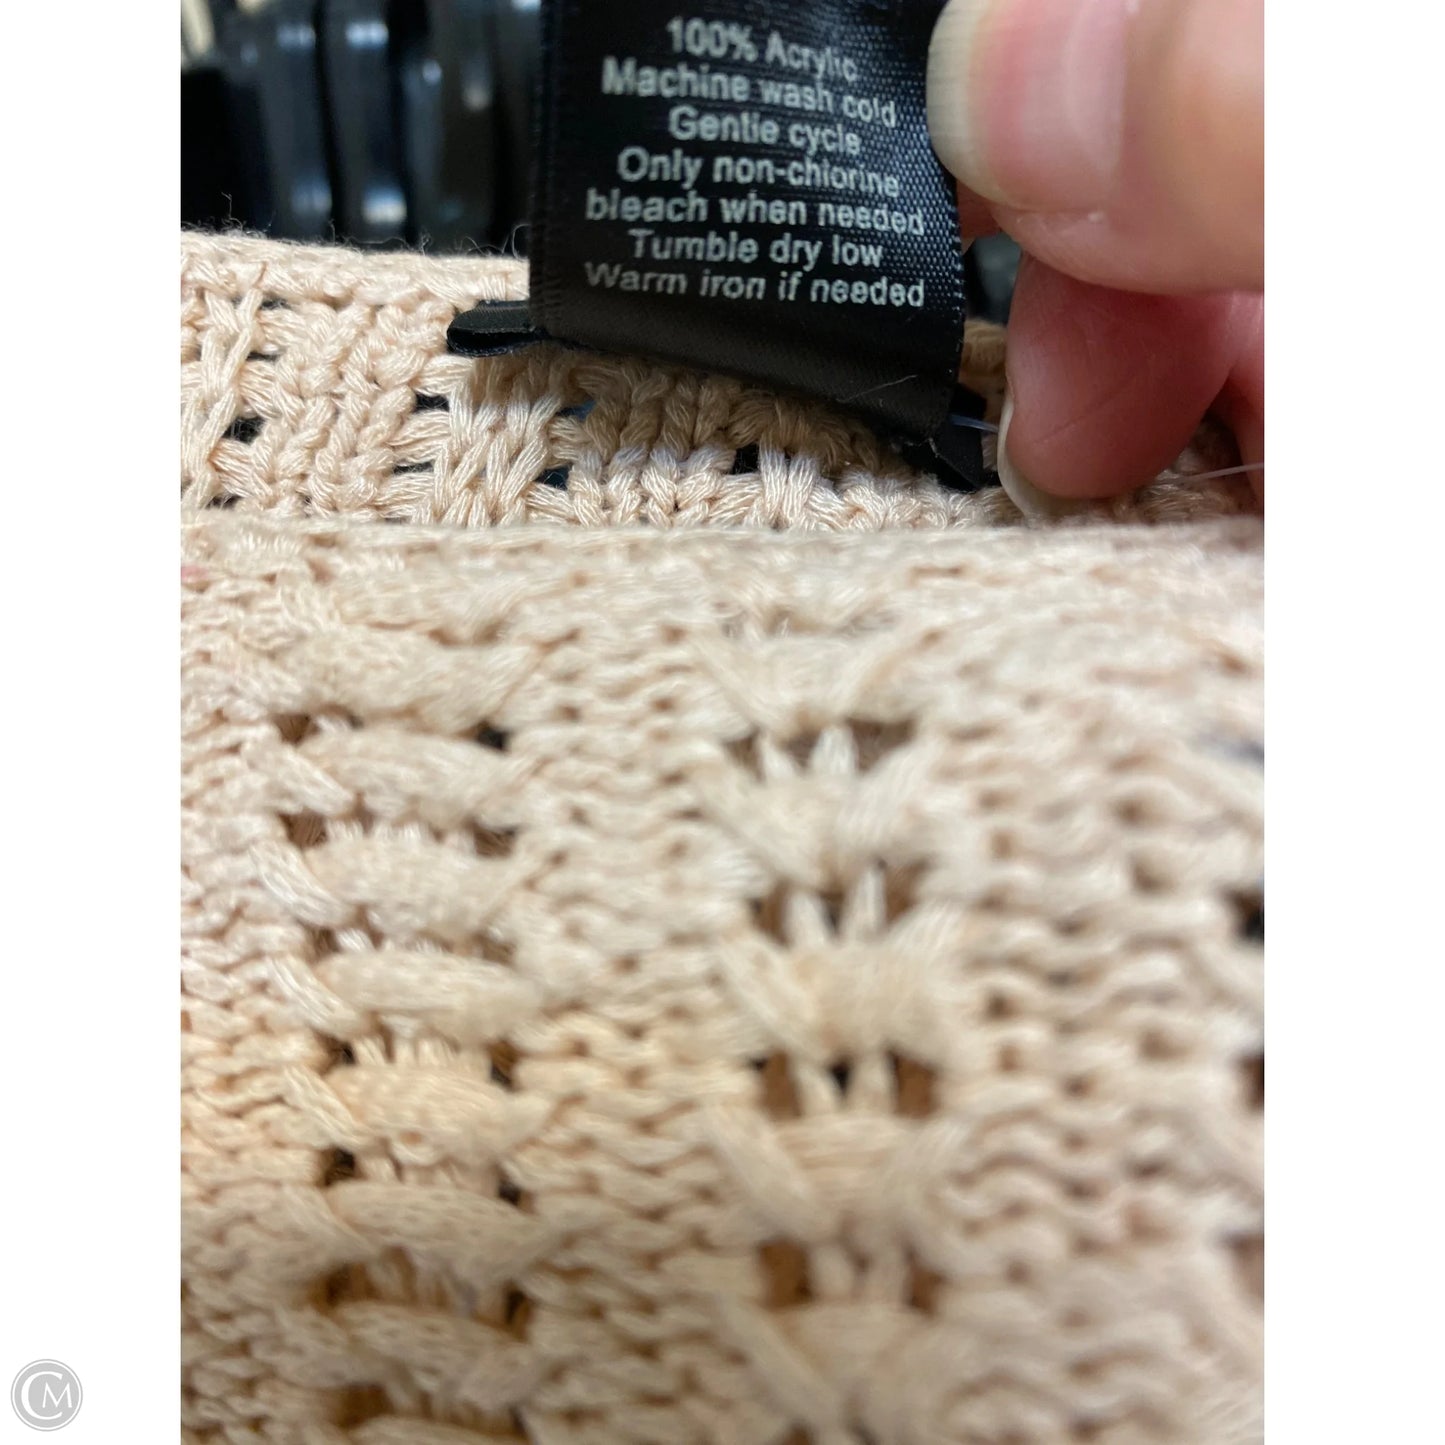 100% Acrylic
Machine wash cold
Gentle cycle
Only non-chlorine
bleach when needed
Tumble dry low
Warm iron if needed
CM